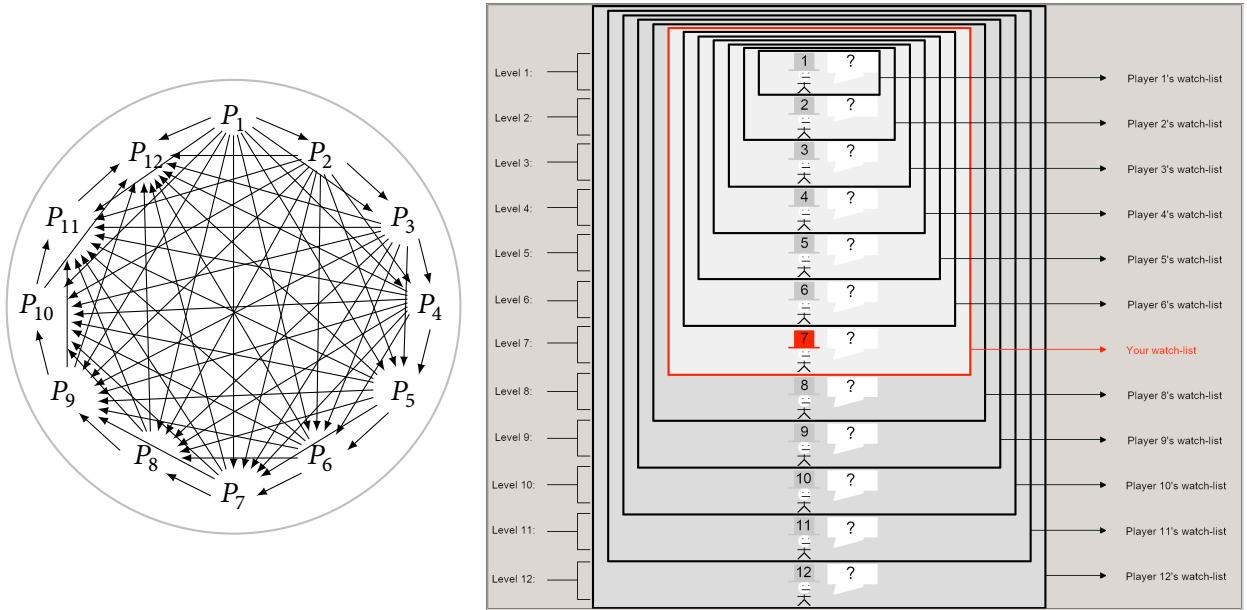 P1
P2
P3
P4
P5
P6
P7
P8
P9
P10
P11
P12
Level 1:
1
?
Player 1's watch-list
Level 2:
2
?
Player 2's watch-list
Level 3:
3
?
Player 3's watch-list
Level 4:
4
?
Player 4's watch-list
Level 5:
5
?
Player 5's watch-list
Level 6:
6
?
Player 6's watch-list
Level 7:
7
?
Your watch-list
Level 8:
8
?
Player 8's watch-list
Level 9:
9
?
Player 9's watch-list
Level 10:
10
?
Player 10's watch-list
Level 11:
11
?
Player 11's watch-list
Level 12:
12
?
Player 12's watch-list